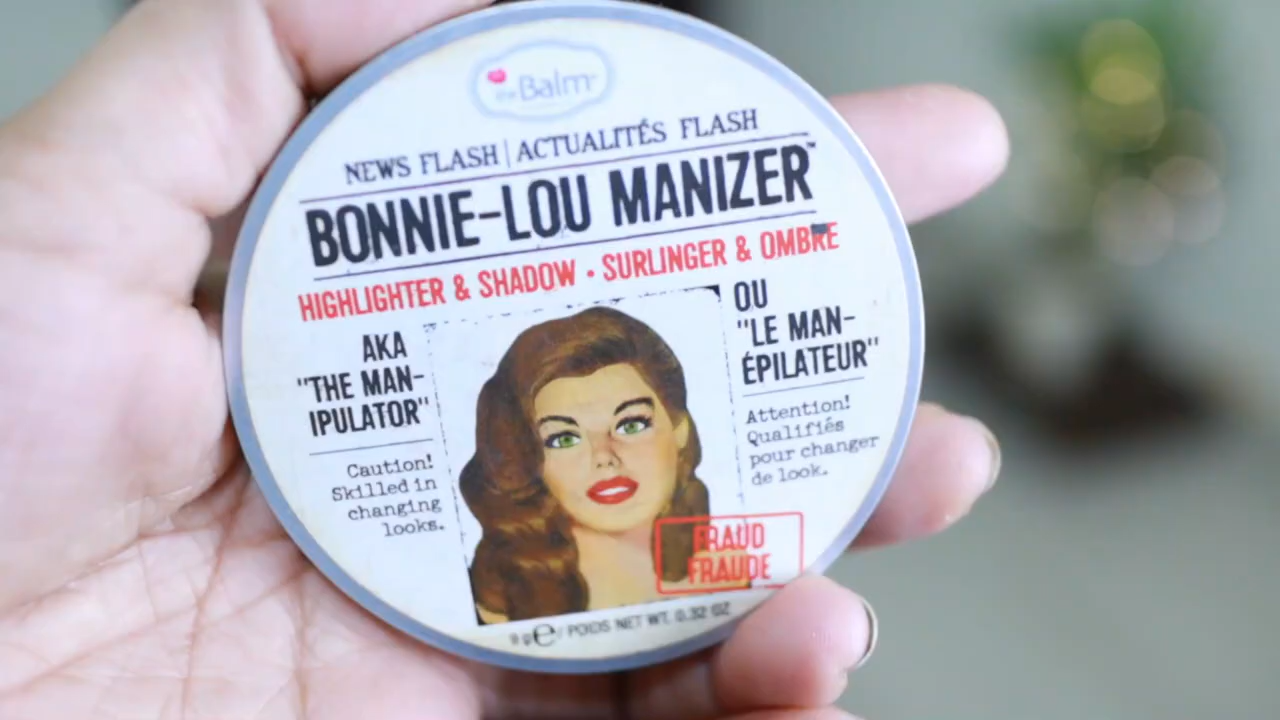 theBalm
NEWS FLASH | ACTUALITÉS FLASH
BONNIE-LOU MANIZER™
HIGHLIGHTER & SHADOW • SURLINGER & OMBRE
AKA
"THE MAN-
IPULATOR"
Caution!
Skilled in
changing
looks.
OU
"LE MAN-
ÉPILATEUR"
Attention!
Qualifiés
pour changer
de look.
FRAUD
FRAUDE
9 g℮/ POIDS NET WT. 0.32 OZ